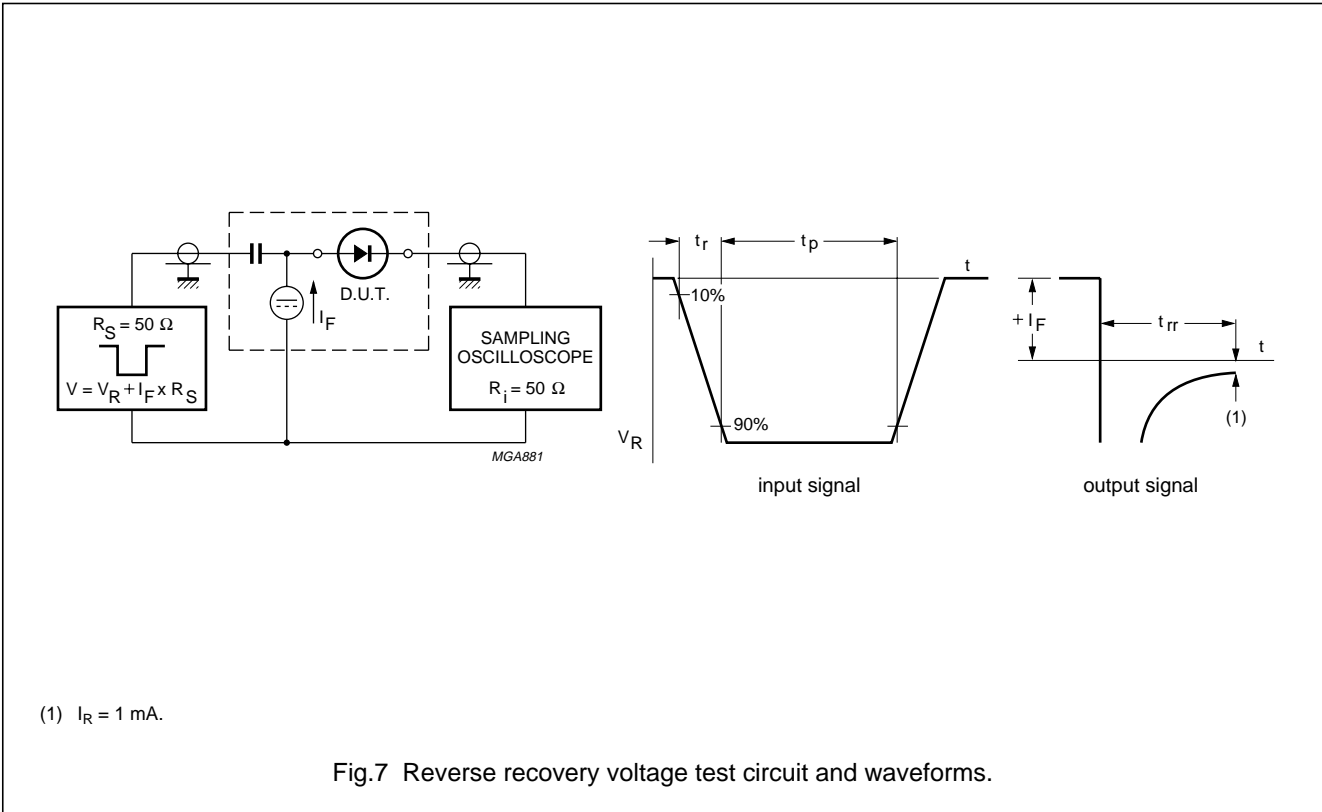 R_S = 50 Ω
V = V_R + I_F x R_S
I_F
D.U.T.
SAMPLING
OSCILLOSCOPE
R_i = 50 Ω
MGA881
t_r
t_p
t
10%
90%
V_R
input signal
+ I_F
t_rr
t
(1)
output signal
(1) I_R = 1 mA.
Fig.7 Reverse recovery voltage test circuit and waveforms.